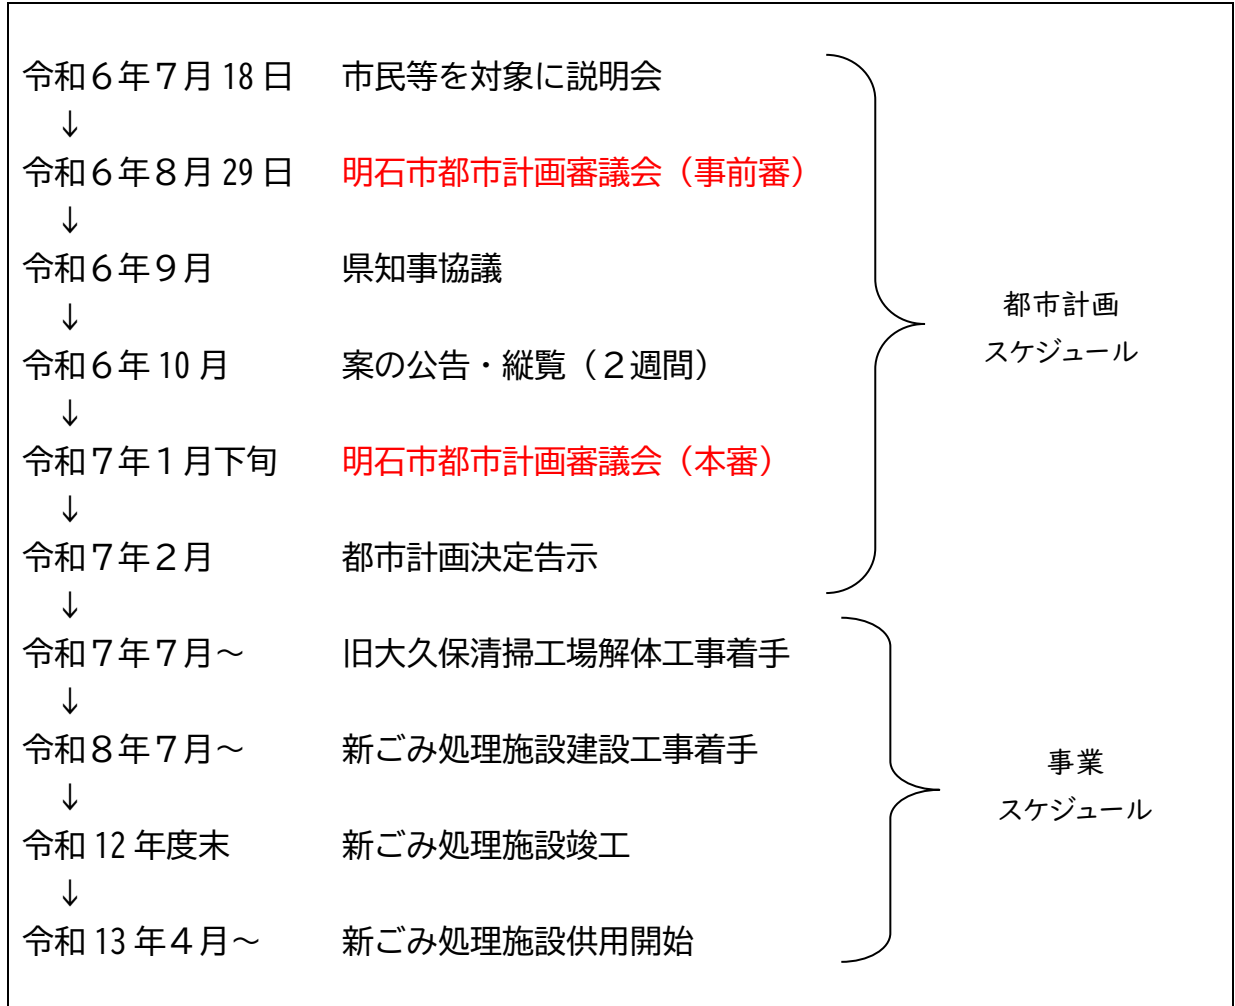 令和６年７月 18 日　市民等を対象に説明会
↓
令和６年８月 29 日　明石市都市計画審議会（事前審）
↓
令和６年９月　県知事協議
↓
令和６年 10 月　案の公告・縦覧（２週間）
↓
令和７年１月下旬　明石市都市計画審議会（本審）
↓
令和７年２月　都市計画決定告示
↓
都市計画
スケジュール
令和７年７月～　旧大久保清掃工場解体工事着手
↓
令和８年７月～　新ごみ処理施設建設工事着手
↓
令和 12 年度末　新ごみ処理施設竣工
↓
令和 13 年４月～　新ごみ処理施設供用開始
事業
スケジュール